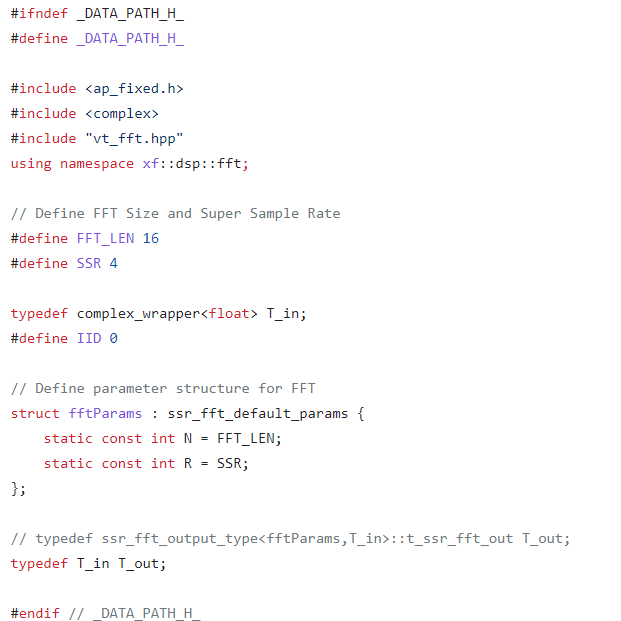 #ifndef _DATA_PATH_H_
#define _DATA_PATH_H_

#include <ap_fixed.h>
#include <complex>
#include "vt_fft.hpp"
using namespace xf::dsp::fft;

// Define FFT Size and Super Sample Rate
#define FFT_LEN 16
#define SSR 4

typedef complex_wrapper<float> T_in;
#define IID 0

// Define parameter structure for FFT
struct fftParams : ssr_fft_default_params {
    static const int N = FFT_LEN;
    static const int R = SSR;
};

// typedef ssr_fft_output_type<fftParams,T_in>::t_ssr_fft_out T_out;
typedef T_in T_out;

#endif // _DATA_PATH_H_